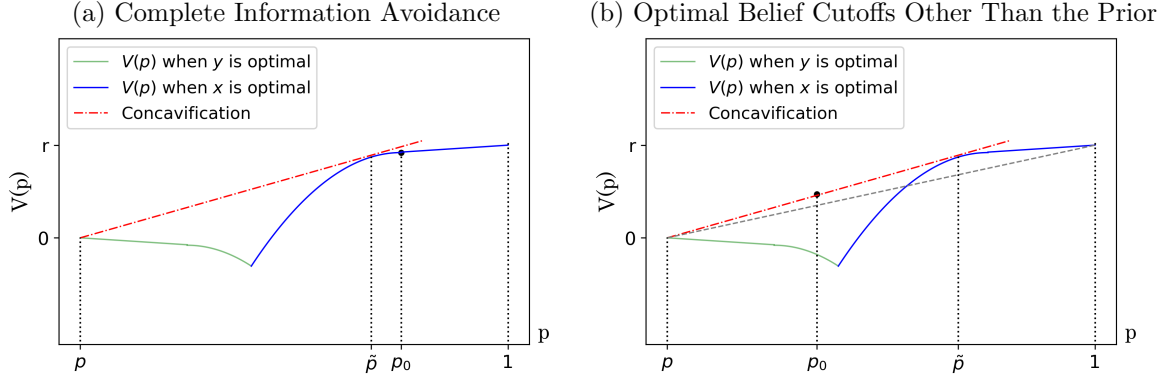 (a) Complete Information Avoidance
V(p) when y is optimal
V(p) when x is optimal
Concavification
r
0
V(p)
p
p
p̃
p₀
1
(b) Optimal Belief Cutoffs Other Than the Prior
V(p) when y is optimal
V(p) when x is optimal
Concavification
r
0
V(p)
p
p
p₀
p̃
1